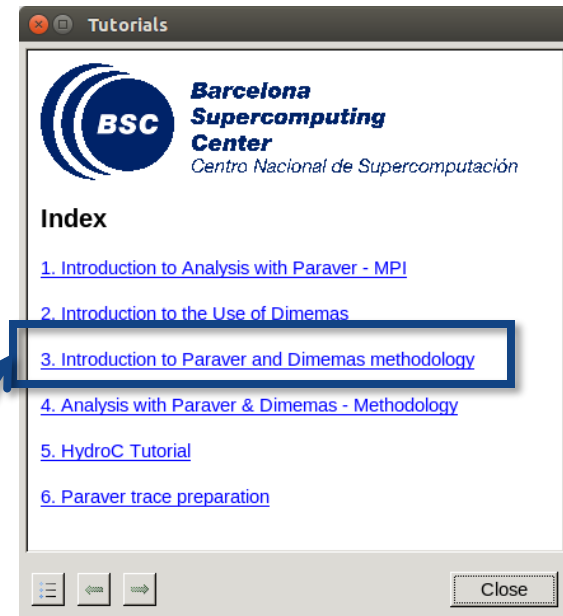 Tutorials
BSC
Barcelona
Supercomputing
Center
Centro Nacional de Supercomputación
Index
1. Introduction to Analysis with Paraver - MPI
2. Introduction to the Use of Dimemas
3. Introduction to Paraver and Dimemas methodology
4. Analysis with Paraver & Dimemas - Methodology
5. HydroC Tutorial
6. Paraver trace preparation
Close